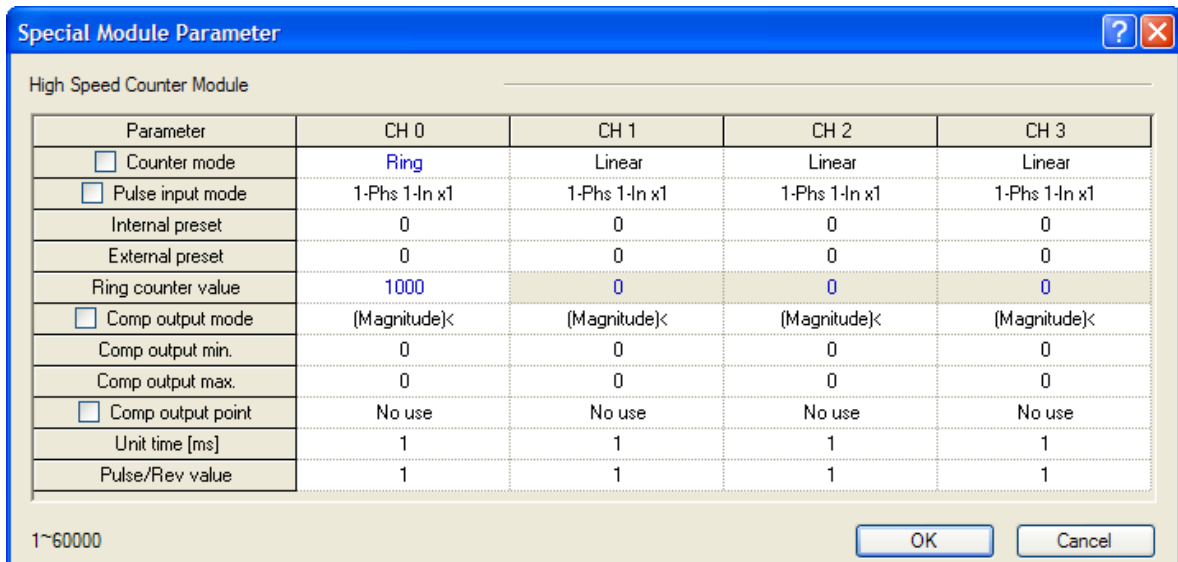 Special Module Parameter
High Speed Counter Module
Parameter CH 0 CH 1 CH 2 CH 3
Counter mode Ring Linear Linear Linear
Pulse input mode 1-Phs 1-In x1 1-Phs 1-In x1 1-Phs 1-In x1 1-Phs 1-In x1
Internal preset 0 0 0 0
External preset 0 0 0 0
Ring counter value 1000 0 0 0
Comp output mode (Magnitude)< (Magnitude)< (Magnitude)< (Magnitude)<
Comp output min. 0 0 0 0
Comp output max. 0 0 0 0
Comp output point No use No use No use No use
Unit time [ms] 1 1 1 1
Pulse/Rev value 1 1 1 1
1~60000 OK Cancel